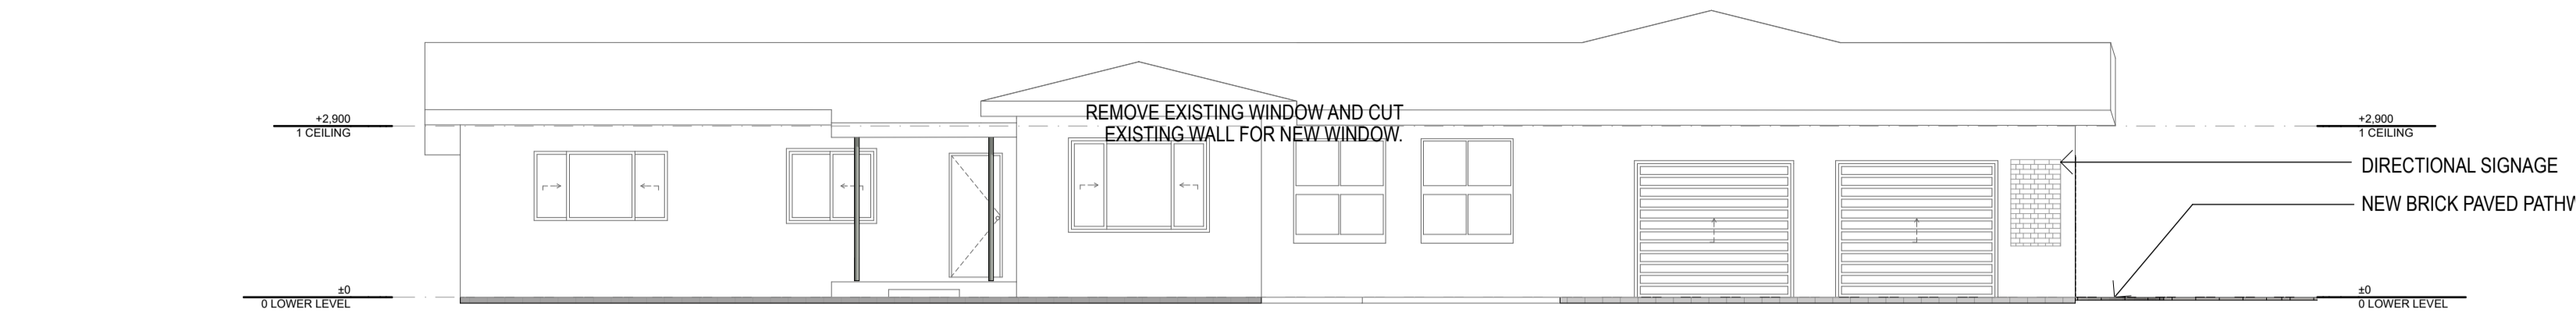 REMOVE EXISTING WINDOW AND CUT
EXISTING WALL FOR NEW WINDOW.
+2,900
1 CEILING
+2,900
1 CEILING
DIRECTIONAL SIGNAGE
NEW BRICK PAVED
±0
0 LOWER LEVEL
±0
0 LOWER LEVEL